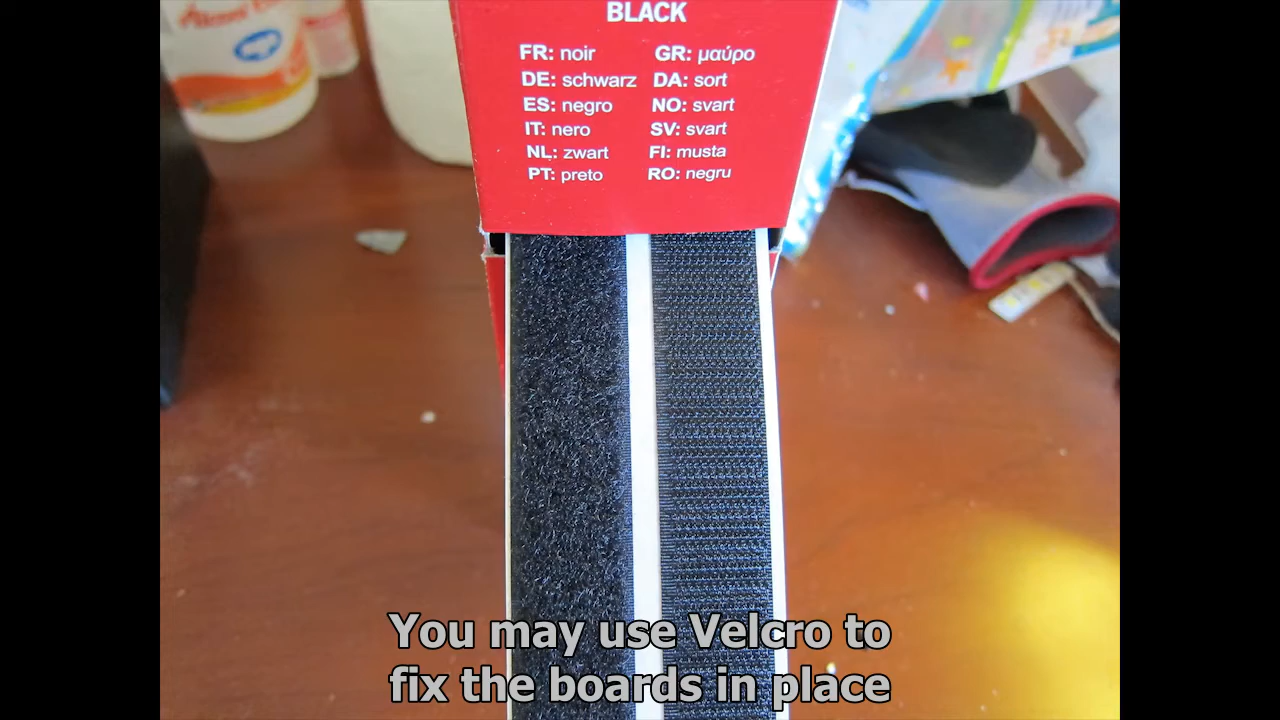 BLACK
FR: noir GR: μαύρο
DE: schwarz DA: sort
ES: negro NO: svart
IT: nero SV: svart
NL: zwart FI: musta
PT: preto RO: negru
You may use Velcro to
fix the boards in place